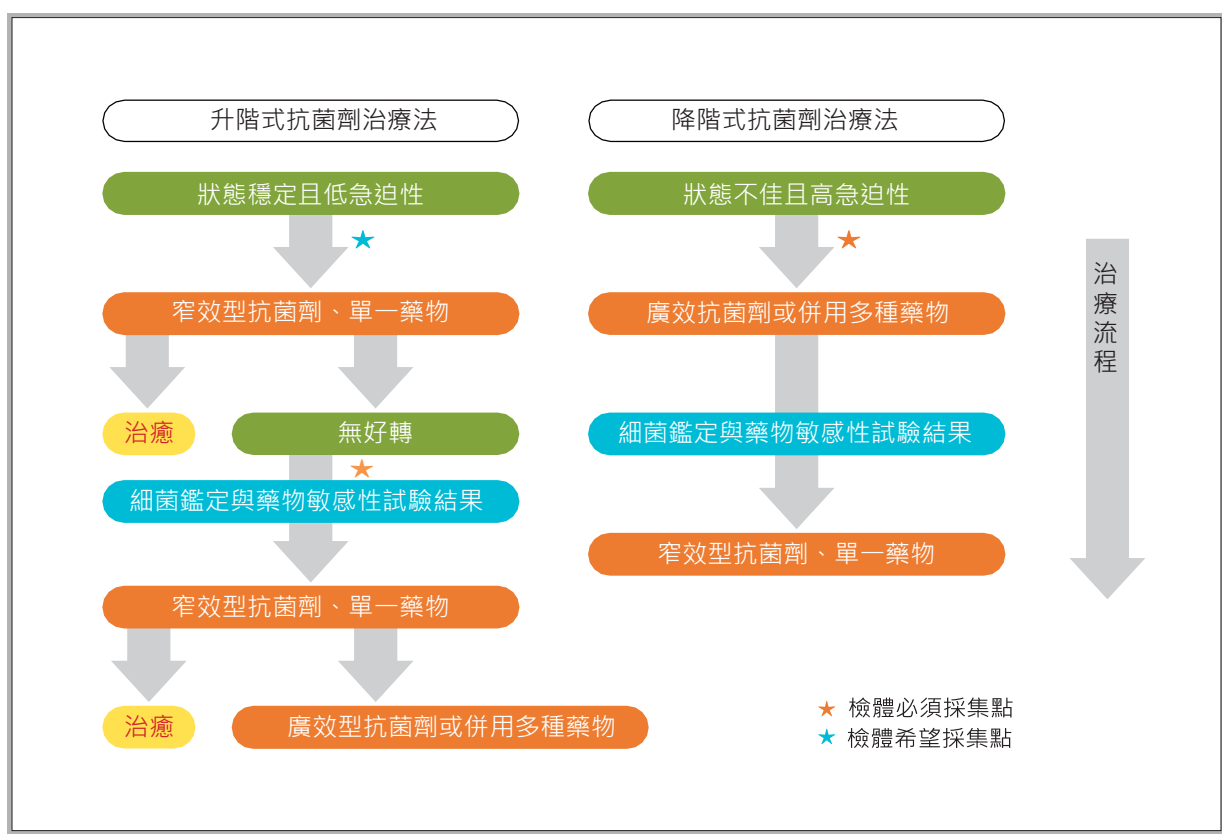 升階式抗菌劑治療法
狀態穩定且低急迫性
窄效型抗菌劑、單一藥物
治癒
無好轉
細菌鑑定與藥物敏感性試驗結果
窄效型抗菌劑、單一藥物
治癒
廣效型抗菌劑或併用多種藥物
降階式抗菌劑治療法
狀態不佳且高急迫性
廣效抗菌劑或併用多種藥物
細菌鑑定與藥物敏感性試驗結果
窄效型抗菌劑、單一藥物
治療流程
檢體必須採集點
檢體希望採集點